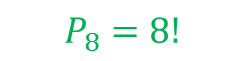 P₈ = 8!